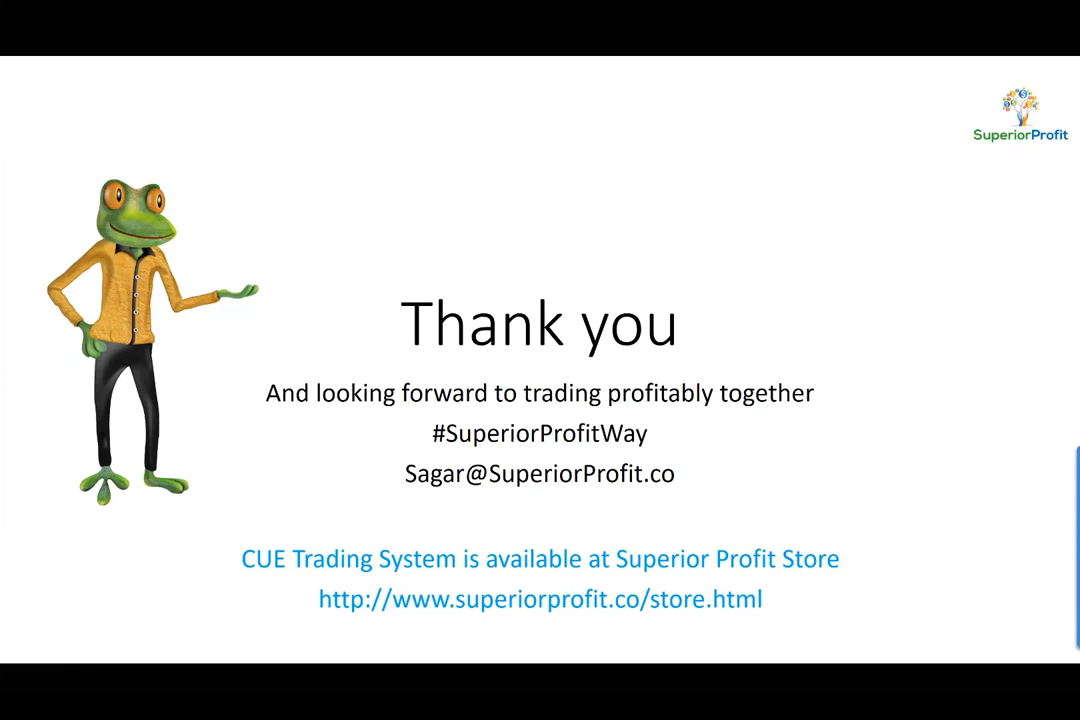 SuperiorProfit
Thank you
And looking forward to trading profitably together
#SuperiorProfitWay
Sagar@SuperiorProfit.co
CUE Trading System is available at Superior Profit Store
http://www.superiorprofit.co/store.html